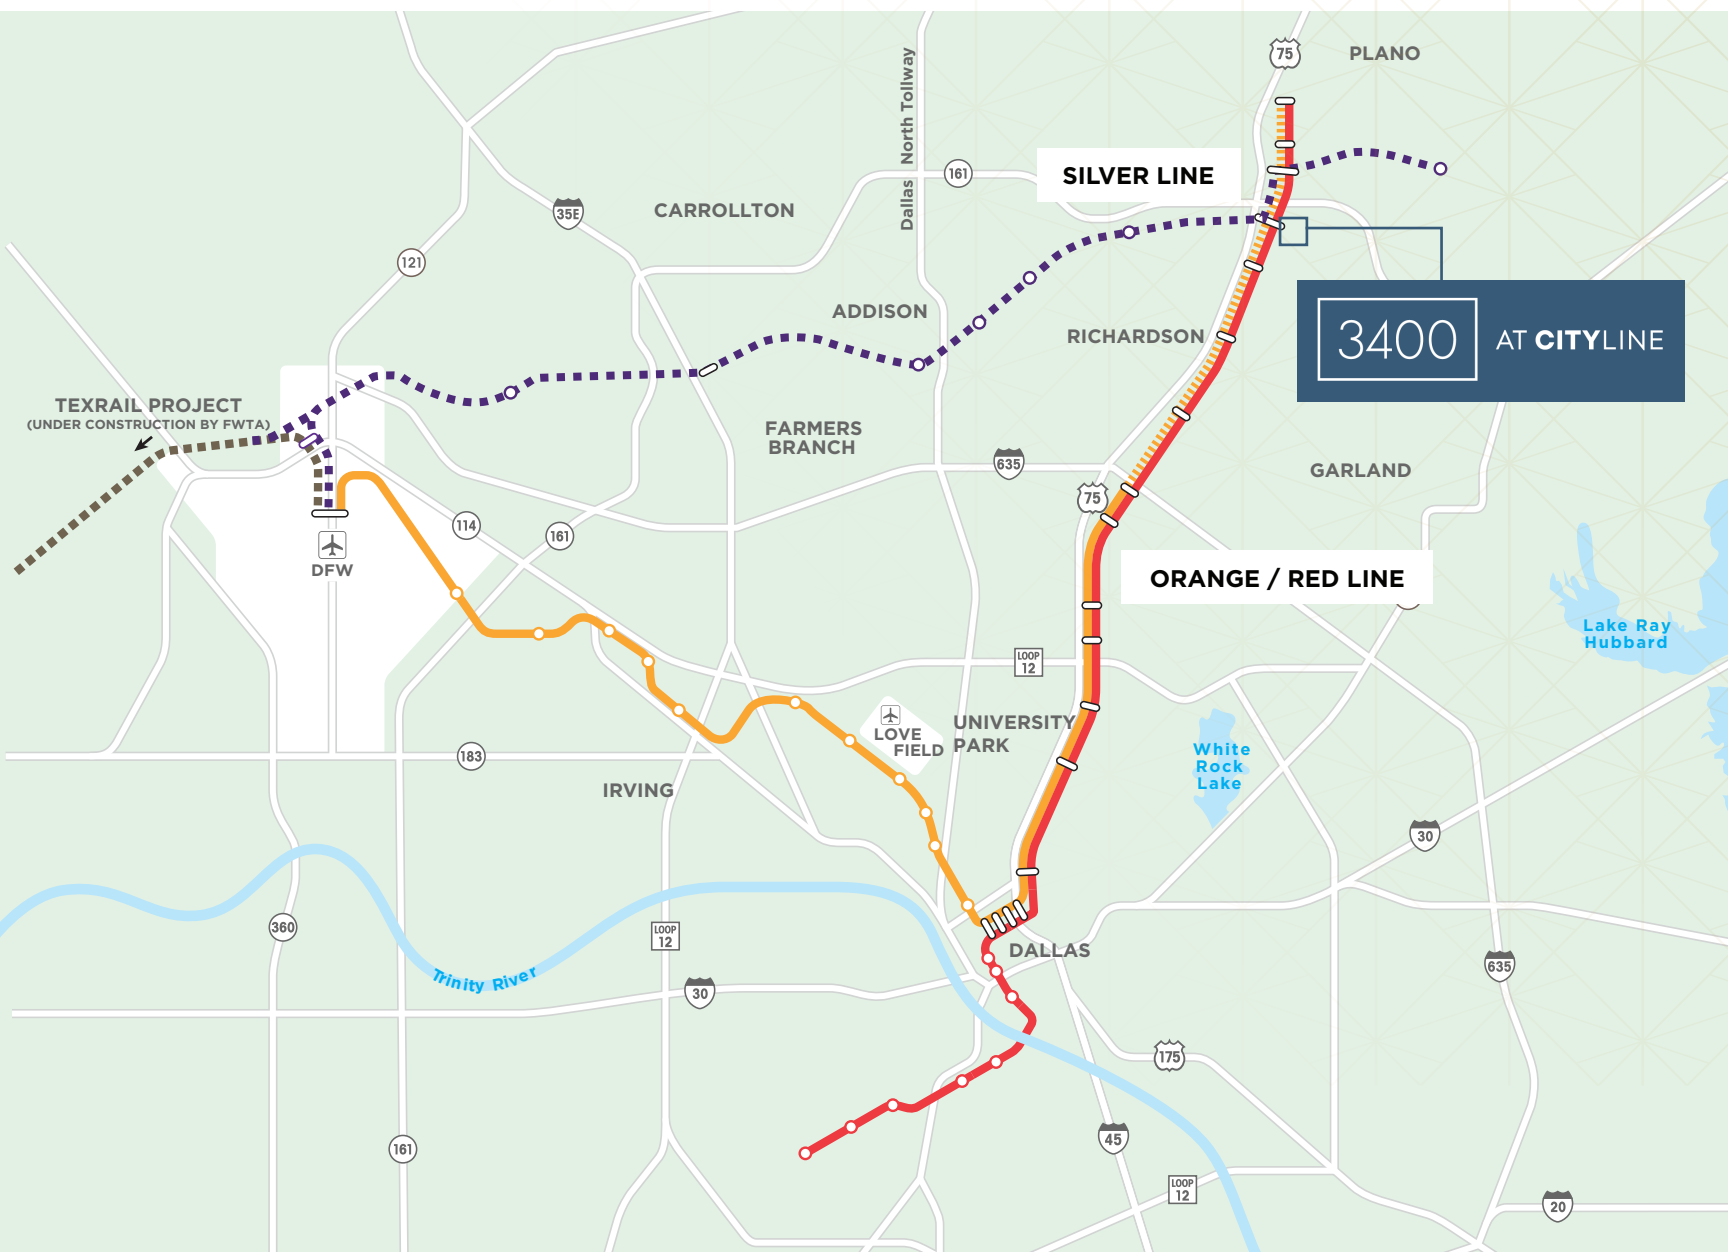 75
PLANO
Dallas North Tollway
161
SILVER LINE
35E
CARROLLTON
121
ADDISON
RICHARDSON
3400 AT CITYLINE
TEXRAIL PROJECT
(UNDER CONSTRUCTION BY FWTA)
FARMERS
BRANCH
635
GARLAND
75
114
161
DFW
ORANGE / RED LINE
Lake Ray
Hubbard
LOOP
12
LOVE
FIELD
UNIVERSITY
PARK
White
Rock
Lake
183
IRVING
30
360
LOOP
12
DALLAS
635
Trinity River
30
175
45
161
LOOP
12
20